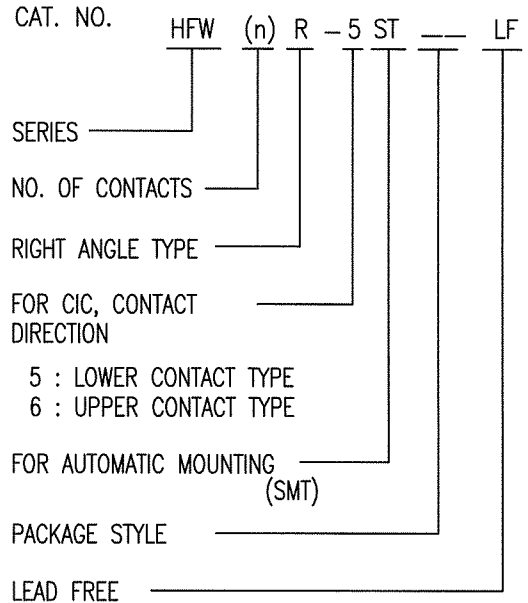 CAT. NO. HFW (n) R - 5 ST __ LF
SERIES
NO. OF CONTACTS
RIGHT ANGLE TYPE
FOR CIC, CONTACT
DIRECTION
5 : LOWER CONTACT TYPE
6 : UPPER CONTACT TYPE
FOR AUTOMATIC MOUNTING
(SMT)
PACKAGE STYLE
LEAD FREE